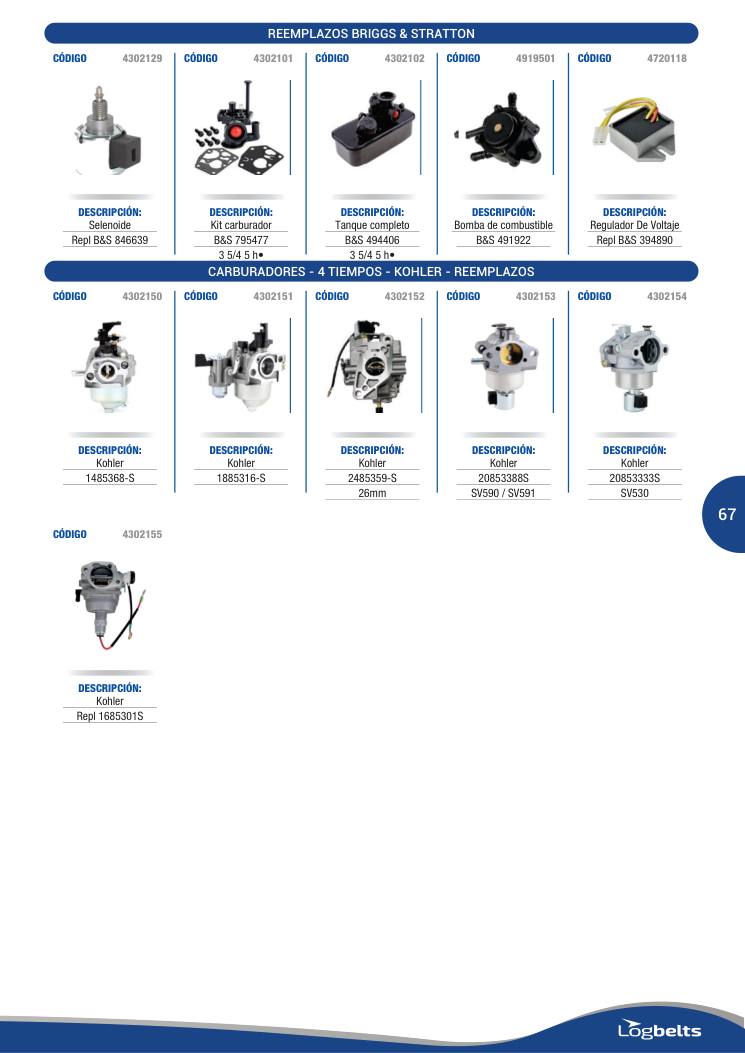 REEMPLAZOS BRIGGS & STRATTON
CÓDIGO 4302129
DESCRIPCIÓN:
Selenoide
Repl B&S 846639
CÓDIGO 4302101
DESCRIPCIÓN:
Kit carburador
B&S 795477
3 5/4 5 h•
CÓDIGO 4302102
DESCRIPCIÓN:
Tanque completo
B&S 494406
3 5/4 5 h•
CÓDIGO 4919501
DESCRIPCIÓN:
Bomba de combustible
B&S 491922
CÓDIGO 4720118
DESCRIPCIÓN:
Regulador De Voltaje
Repl B&S 394890
CARBURADORES - 4 TIEMPOS - KOHLER - REEMPLAZOS
CÓDIGO 4302150
DESCRIPCIÓN:
Kohler
1485368-S
CÓDIGO 4302151
DESCRIPCIÓN:
Kohler
1885316-S
CÓDIGO 4302152
DESCRIPCIÓN:
Kohler
2485359-S
26mm
CÓDIGO 4302153
DESCRIPCIÓN:
Kohler
20853388S
SV590 / SV591
CÓDIGO 4302154
DESCRIPCIÓN:
Kohler
20853333S
SV530
67
CÓDIGO 4302155
DESCRIPCIÓN:
Kohler
Repl 1685301S
Logbelts